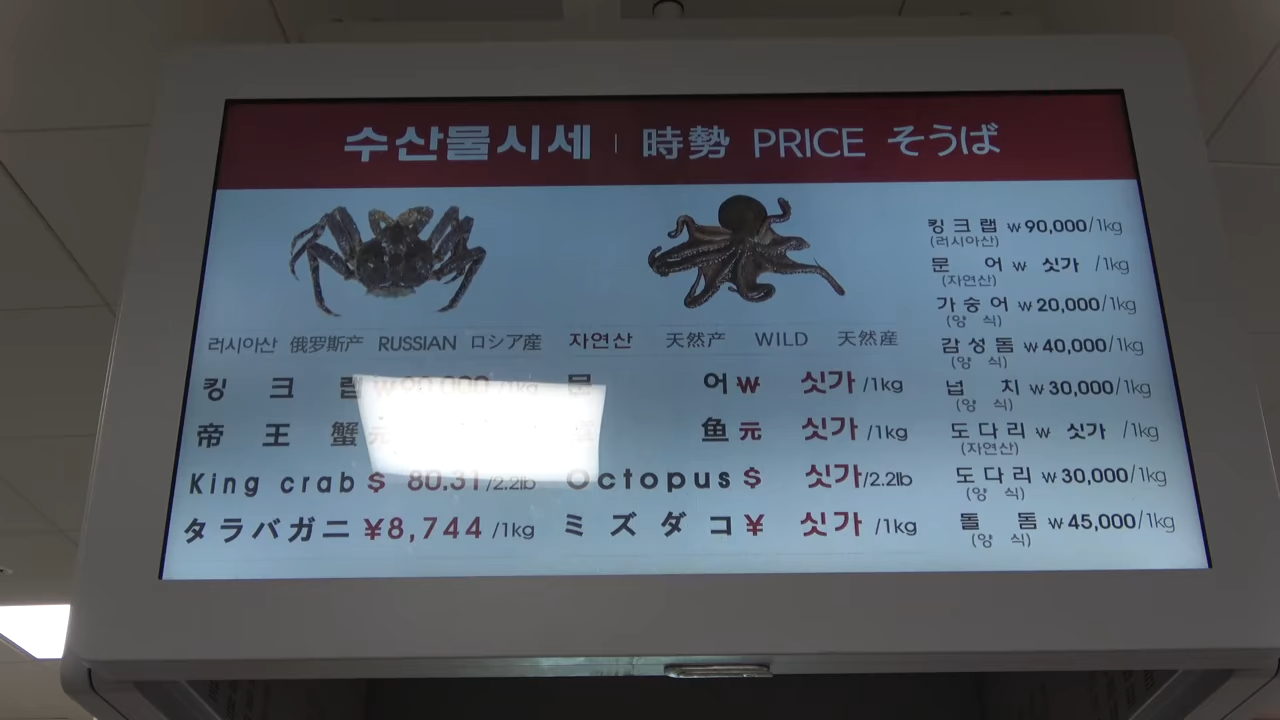 수산물시세 | 時勢 PRICE そうば
러시아산 俄罗斯产 RUSSIAN ロシア産
킹 크 랩 ₩90,000/1kg
帝 王 蟹 元
King crab $ 80.31/2.2lb
タラバガニ ¥8,744/1kg
자연산 天然产 WILD 天然産
문 어 ₩ 싯가 /1kg
鱼 元 싯가 /1kg
Octopus $ 싯가/2.2lb
ミズダコ ¥ 싯가 /1kg
킹크랩 ₩90,000/1kg
(러시아산)
문 어 ₩ 싯가 /1kg
(자연산)
가숭어 ₩20,000/1kg
(양 식)
감성돔 ₩40,000/1kg
(양 식)
넙 치 ₩30,000/1kg
(양 식)
도다리 ₩ 싯가 /1kg
(자연산)
도다리 ₩30,000/1kg
(양 식)
돌 돔 ₩45,000/1kg
(양 식)